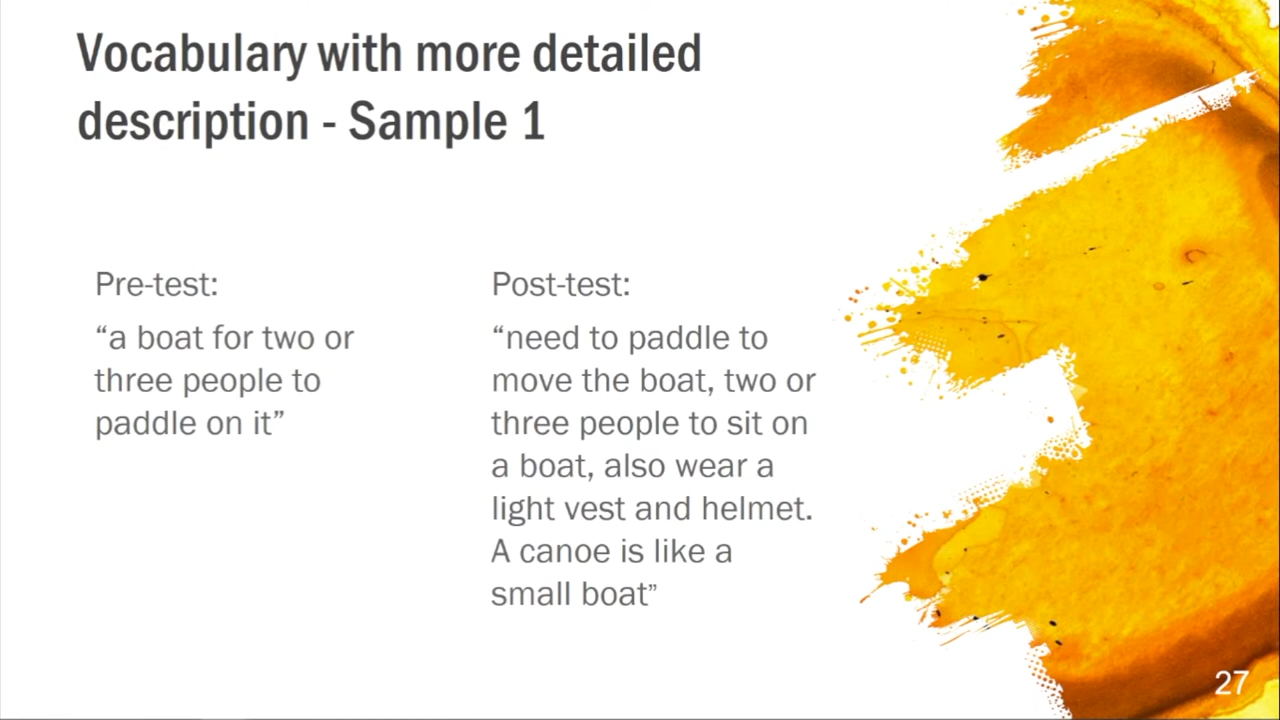 Vocabulary with more detailed
description - Sample 1
Pre-test:
“a boat for two or
three people to
paddle on it”
Post-test:
“need to paddle to
move the boat, two or
three people to sit on
a boat, also wear a
light vest and helmet.
A canoe is like a
small boat”
27